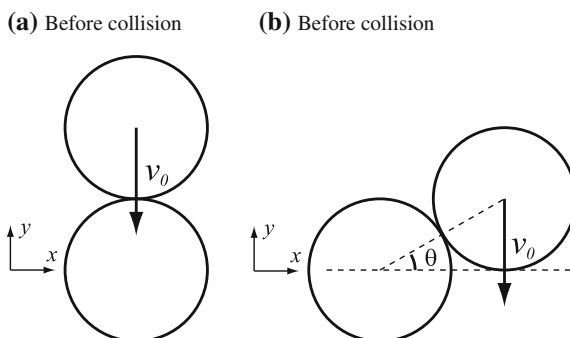 (a) Before collision
v₀
y
x
(b) Before collision
v₀
y
x
θ